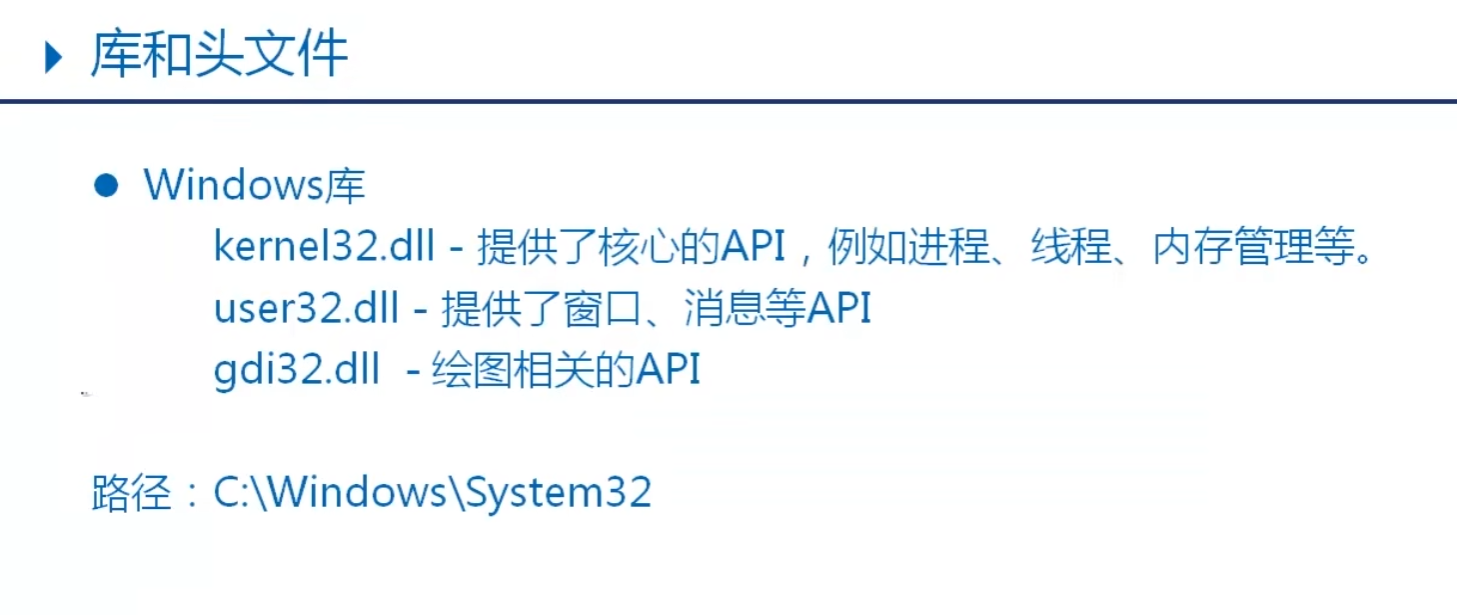 库和头文件
Windows库
kernel32.dll - 提供了核心的API，例如进程、线程、内存管理等。
user32.dll - 提供了窗口、消息等API
gdi32.dll - 绘图相关的API
路径：C:\Windows\System32